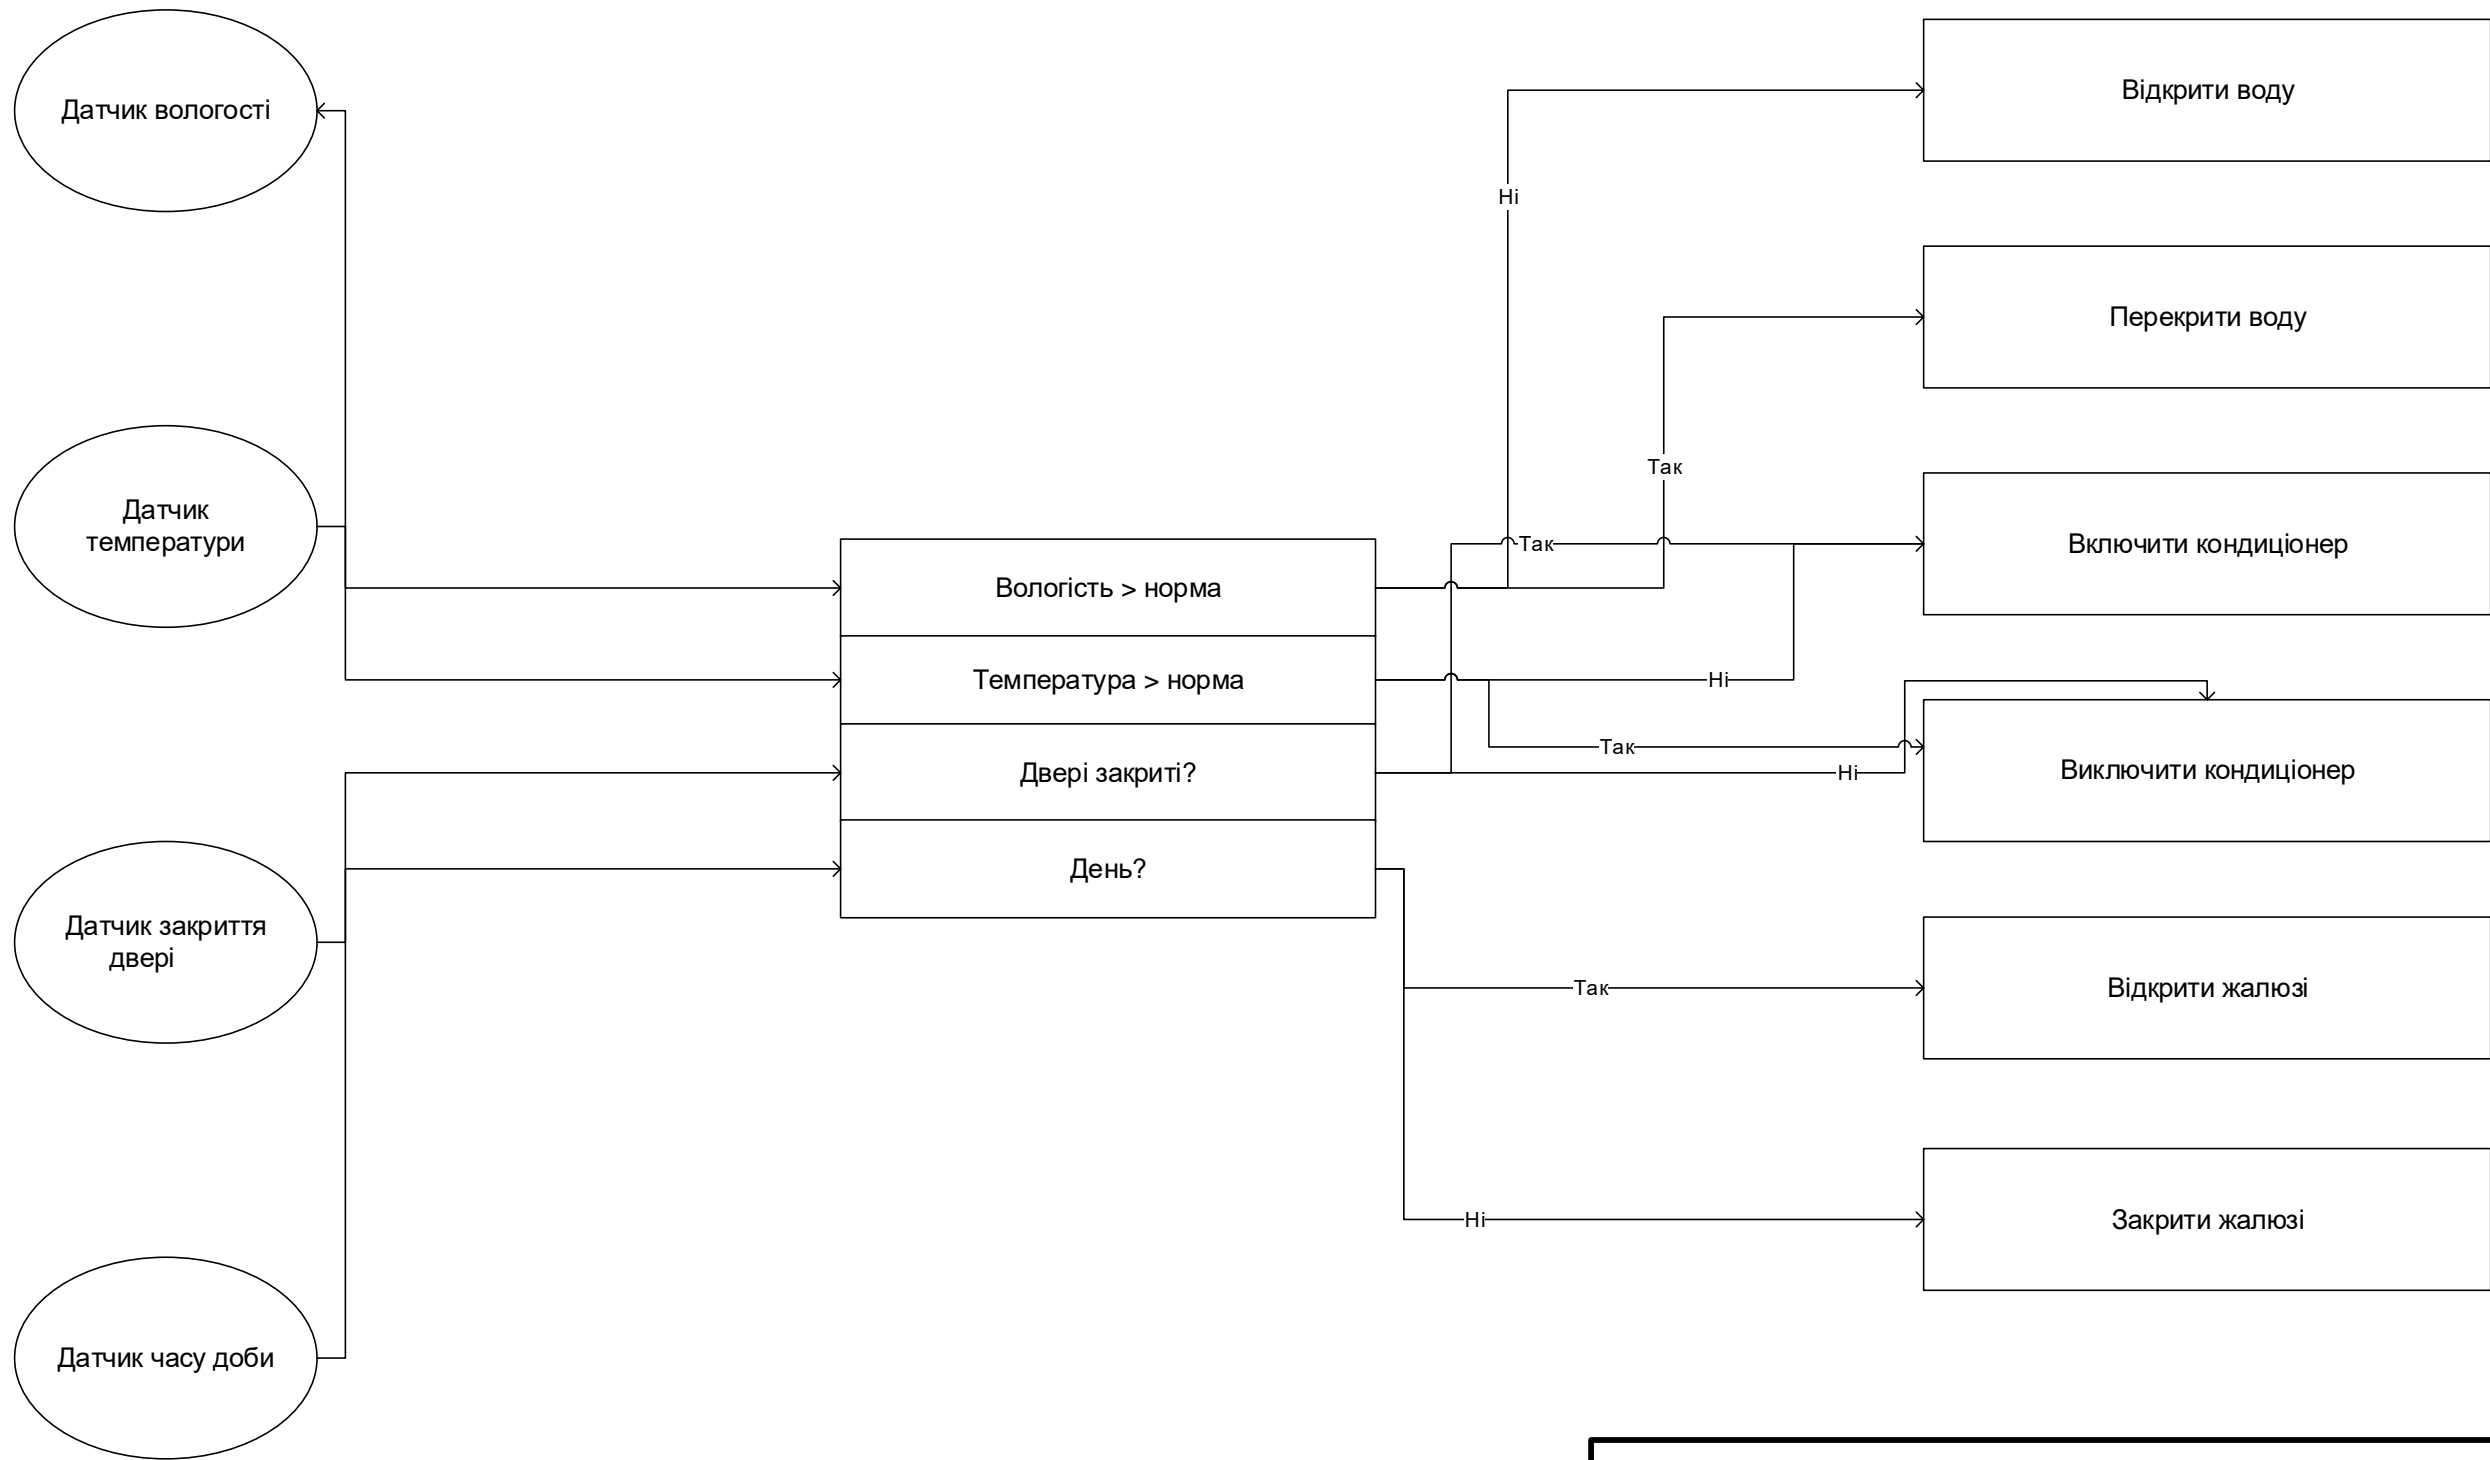 Датчик вологості
Датчик
температури
Датчик закриття
двері
Датчик часу доби
Вологість > норма
Температура > норма
Двері закриті?
День?
Ні
Так
Так
Ні
Так
Ні
Так
Ні
Відкрити воду
Перекрити воду
Включити кондиціонер
Виключити кондиціонер
Відкрити жалюзі
Закрити жалюзі